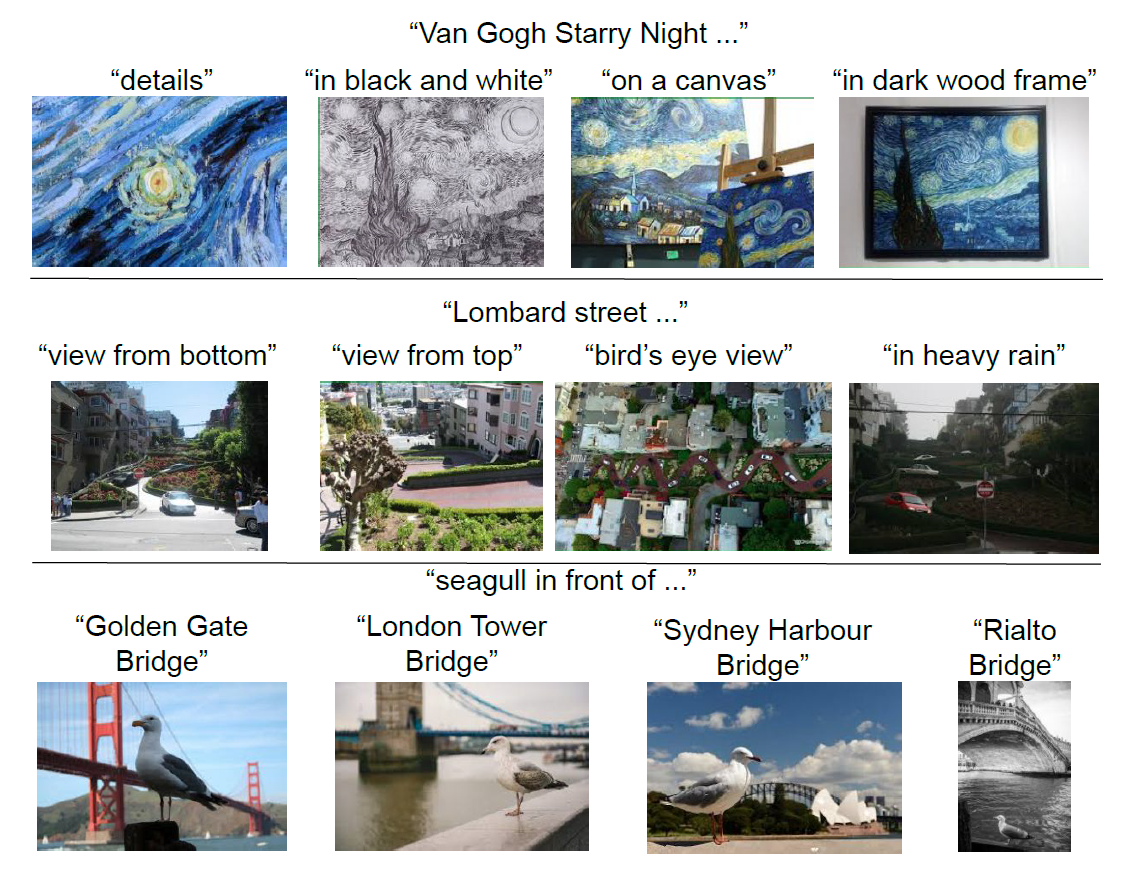 “Van Gogh Starry Night ...”
“details”
“in black and white”
“on a canvas”
“in dark wood frame”
“Lombard street ...”
“view from bottom”
“view from top”
“bird’s eye view”
“in heavy rain”
“seagull in front of ...”
“Golden Gate
Bridge”
“London Tower
Bridge”
“Sydney Harbour
Bridge”
“Rialto
Bridge”